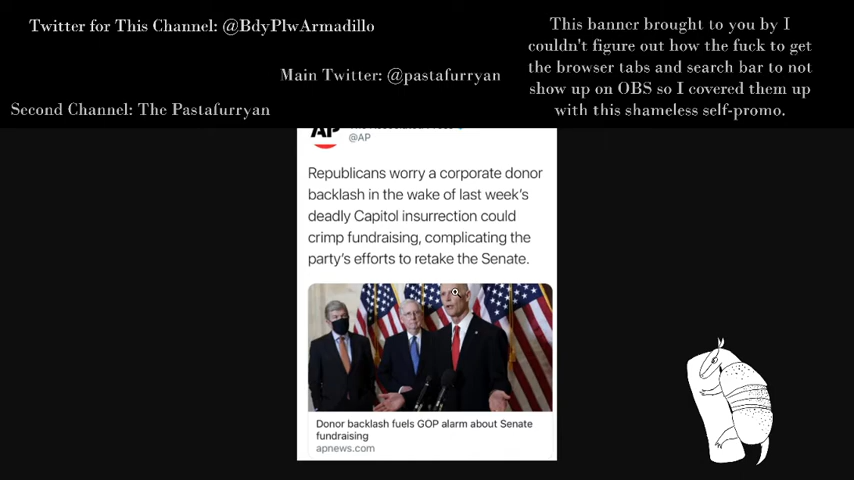 Twitter for This Channel: @BdyPlwArmadillo
Main Twitter: @pastafurryan
Second Channel: The Pastafurryan
This banner brought to you by I
couldn't figure out how the fuck to get
the browser tabs and search bar to not
show up on OBS so I covered them up
with this shameless self-promo.
AP
@AP
Republicans worry a corporate donor
backlash in the wake of last week's
deadly Capitol insurrection could
crimp fundraising, complicating the
party's efforts to retake the Senate.
Donor backlash fuels GOP alarm about Senate
fundraising
apnews.com